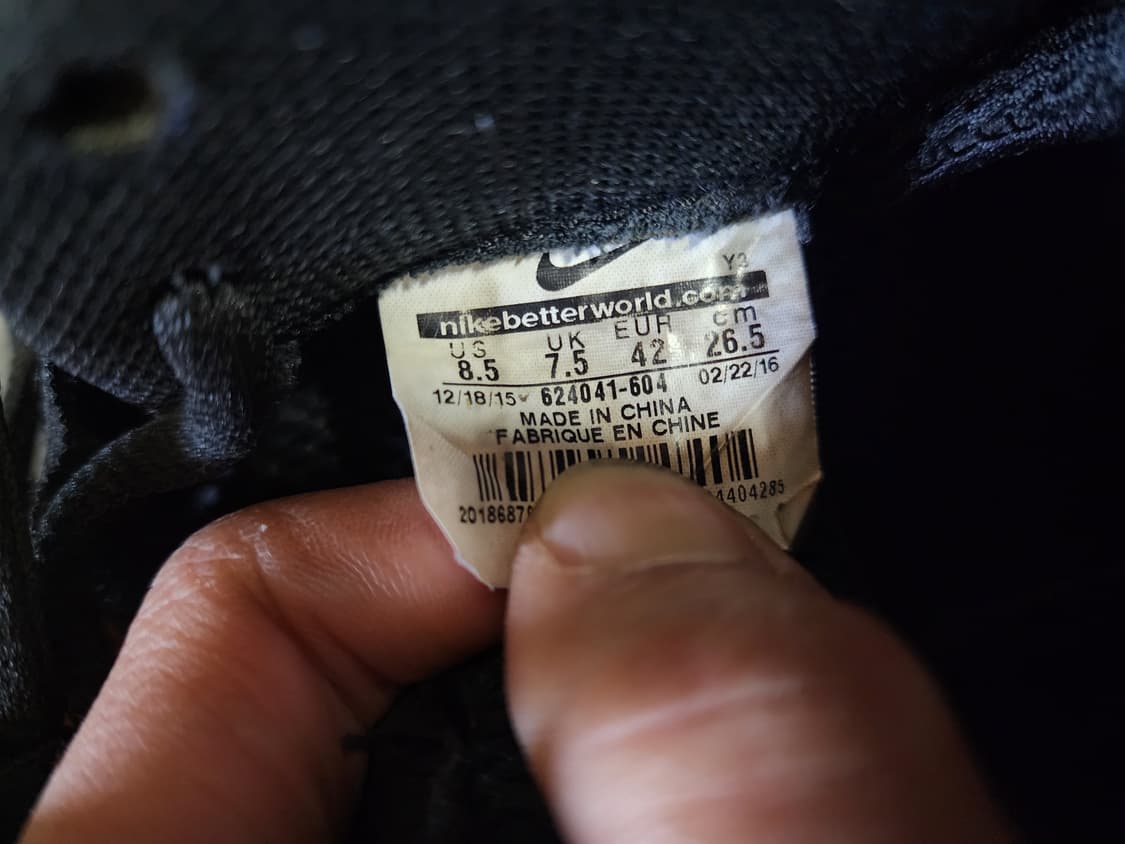 Y3
nikebetterworld.com
US UK EUR cm
8.5 7.5 42 26.5
12/18/15 624041-604 02/22/16
MADE IN CHINA
FABRIQUE EN CHINE
2018687 4404285